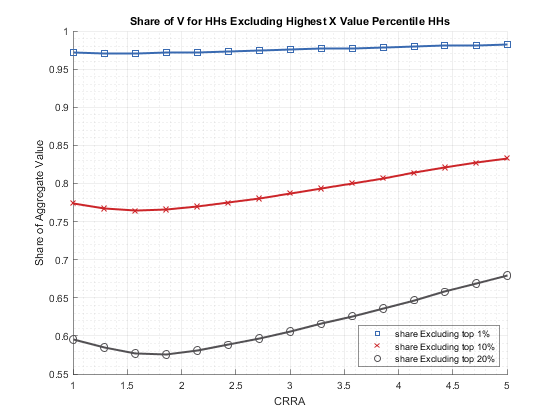 Share of V for HHs Excluding Highest X Value Percentile HHs
1
0.95
0.9
0.85
0.8
0.75
0.7
0.65
0.6
0.55
Share of Aggregate Value
1 1.5 2 2.5 3 3.5 4 4.5 5
CRRA
share Excluding top 1%
share Excluding top 10%
share Excluding top 20%